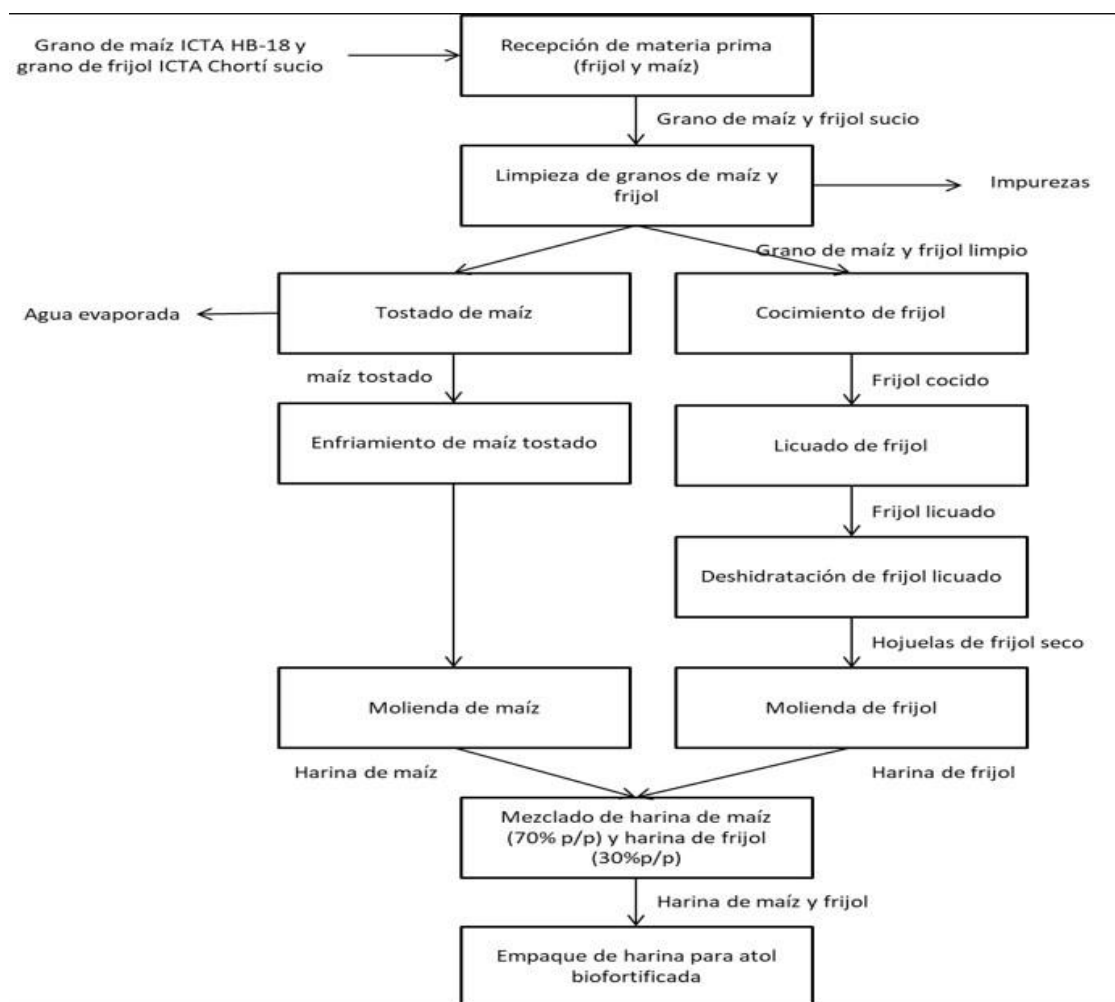 Grano de maíz ICTA HB-18 y
grano de frijol ICTA Chortí sucio
Recepción de materia prima
(frijol y maíz)
Grano de maíz y frijol sucio
Limpieza de granos de maíz y
frijol
Impurezas
Grano de maíz y frijol limpio
Agua evaporada
Tostado de maíz
Cocimiento de frijol
maíz tostado
Frijol cocido
Enfriamiento de maíz tostado
Licuado de frijol
Frijol licuado
Deshidratación de frijol licuado
Hojuelas de frijol seco
Molienda de maíz
Molienda de frijol
Harina de maíz
Harina de frijol
Mezclado de harina de maíz
(70% p/p) y harina de frijol
(30%p/p)
Harina de maíz y frijol
Empaque de harina para atol
biofortificada